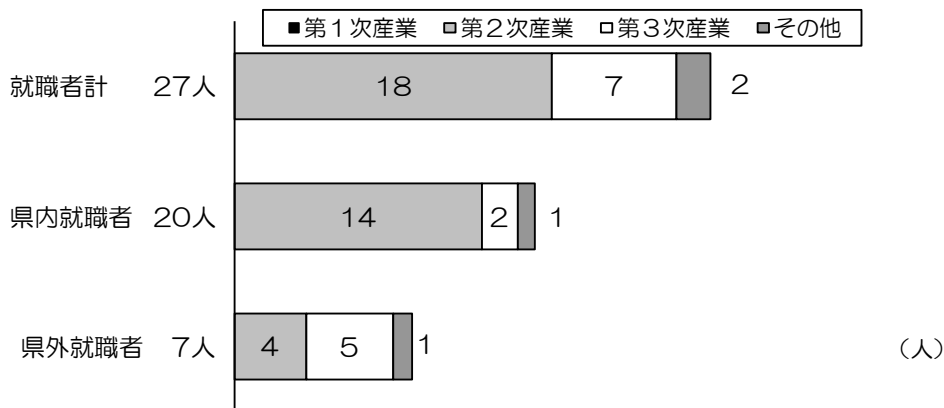 ■第１次産業 ■第２次産業 □第３次産業 ■その他
就職者計 27人 18 7 2
県内就職者 20人 14 2 1
県外就職者 7人 4 5 1
（人）